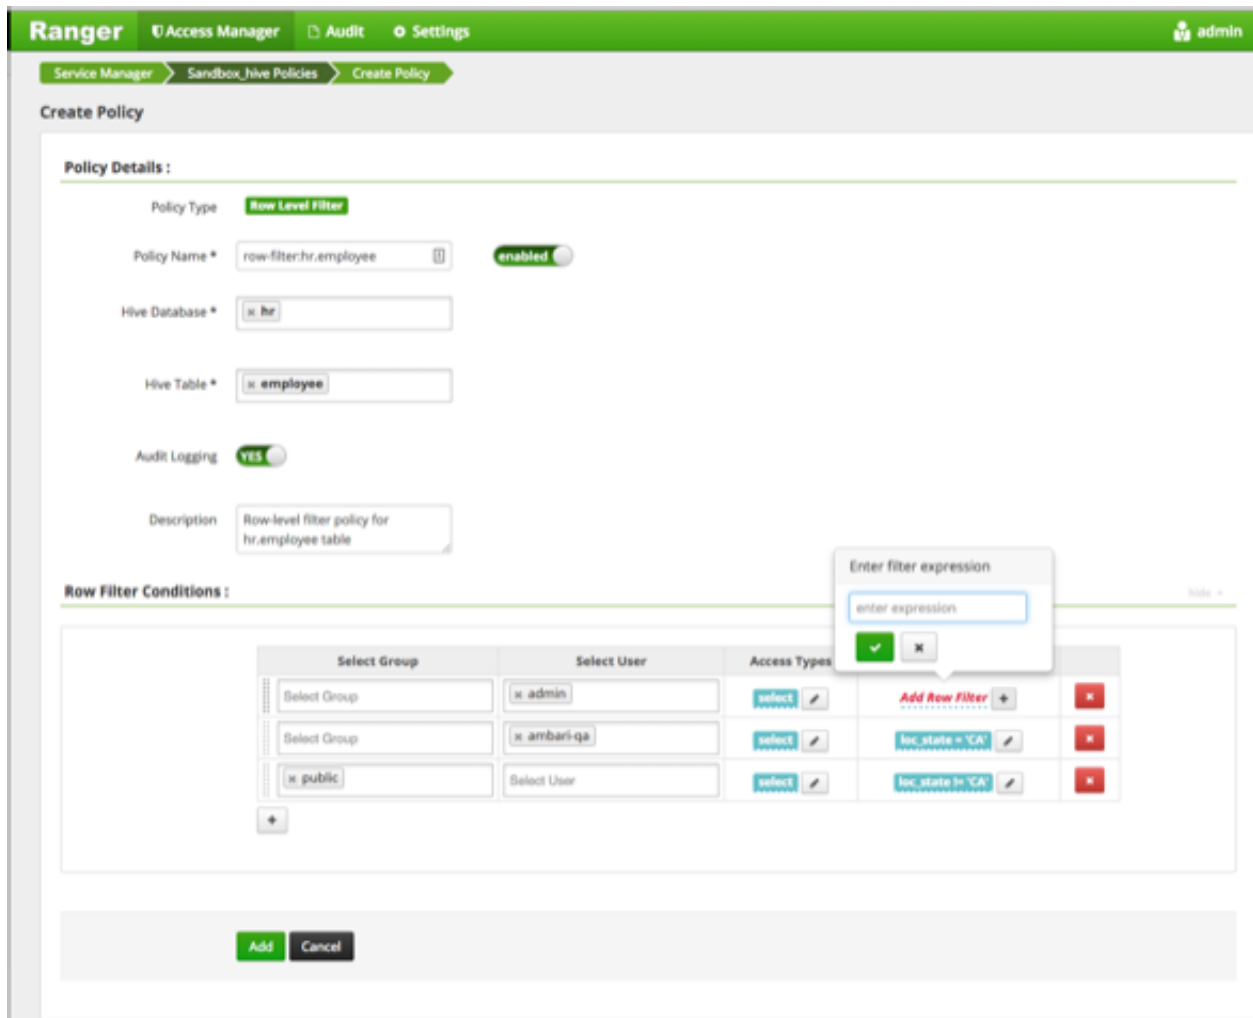 Ranger Access Manager Audit Settings admin
Service Manager Sandbox_hive Policies Create Policy
Create Policy
Policy Details :
Policy Type Row Level Filter
Policy Name * row-filter:hr.employee enabled
Hive Database * × hr
Hive Table * × employee
Audit Logging YES
Description Row-level filter policy for
hr.employee table
Enter filter expression
enter expression
Row Filter Conditions :
hide
Select Group Select User Access Types
Select Group × admin select Add Row Filter +
Select Group × ambari-qa select loc_state = 'CA'
× public Select User select loc_state != 'CA'
+
Add Cancel